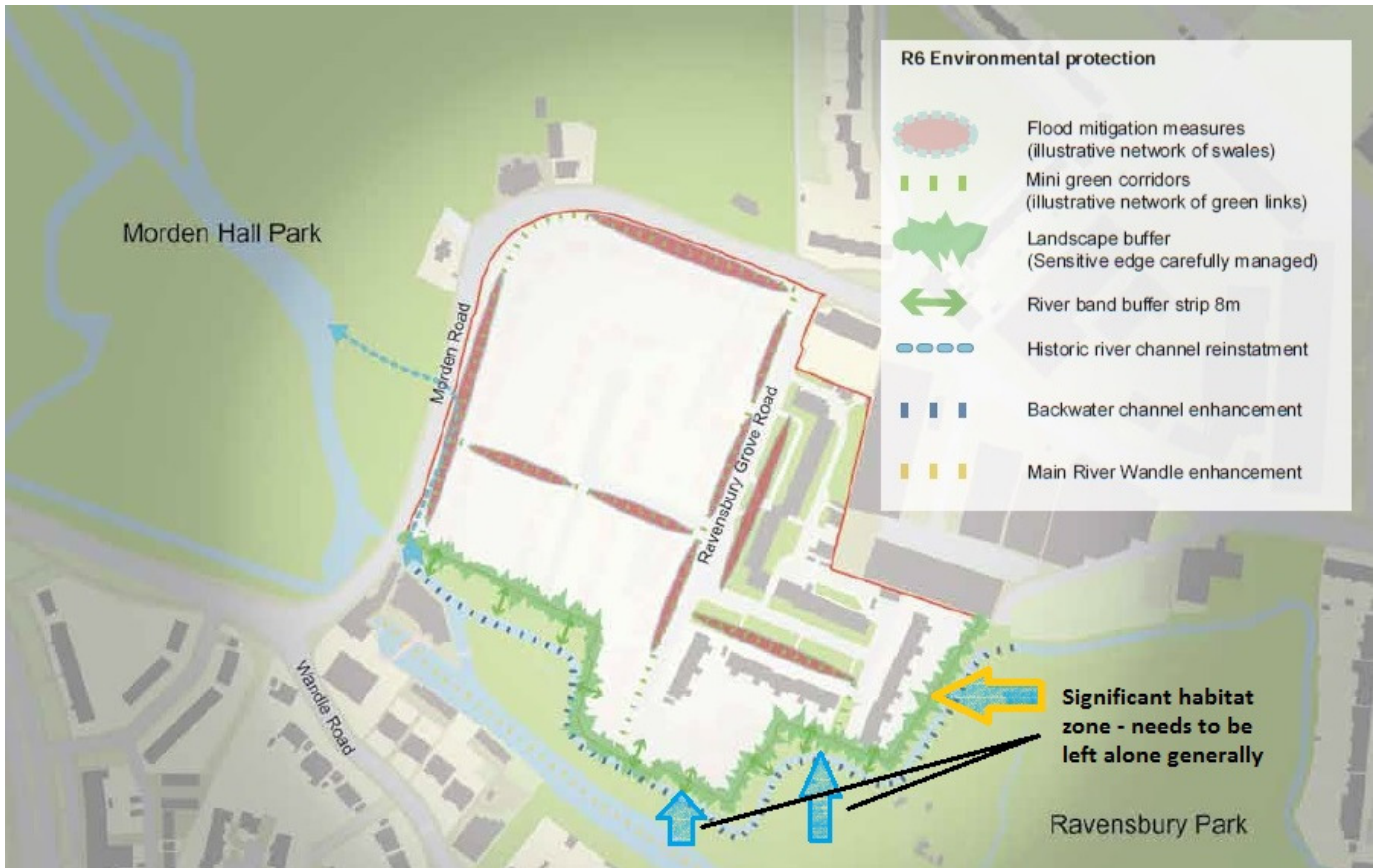 R6 Environmental protection
Flood mitigation measures
(illustrative network of swales)
Mini green corridors
(illustrative network of green links)
Landscape buffer
(Sensitive edge carefully managed)
River band buffer strip 8m
Historic river channel reinstatment
Backwater channel enhancement
Main River Wandle enhancement
Morden Hall Park
Morden Road
Ravensbury Grove Road
Wandle Road
Significant habitat
zone - needs to be
left alone generally
Ravensbury Park